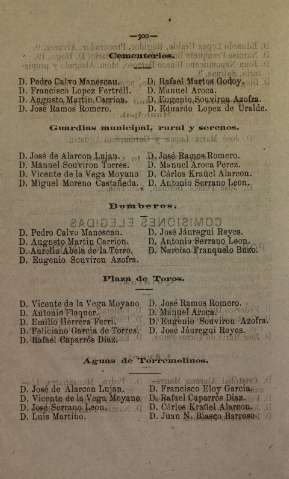 —500—
Cementerios.
D. Pedro Calvo Manescau.
D. Francisco Lopez Fertrell.
D. Augusto Martin Carrion.
D. José Ramos Romero.
D. Rafael Martos Godoy.
D. Manuel Aroca.
D. Eugenio Souviron Azofra.
D. Eduardo Lopez de Uralde.
Guardias municipal, rural y serenos.
D. José de Alarcon Lujan.
D. Manuel Souviron Torres.
D. Vicente de la Vega Moyano
D. Miguel Moreno Castañeda.
D. José Ramos Romero.
D. Manuel Aroca Perez.
D. Cárlos Kraüel Alarcon.
D. Antonio Serrano Leon.
Bomberos.
D. Pedro Calvo Manescau.
D. Augusto Martin Carrion.
D. Aurelio Abela de la Torre.
D. Eugenio Souviron Azofra.
D. José Jáuregui Reyes.
D. Antonio Serrano Leon.
D. Narciso Franquelo
Plaza de Toros.
D. Vicente de la Vega Moyano
D. Antonio Flaquer.
D. Emilio Herrera Ferri.
D. Feliciano Garcia de Torres.
D. Rafael Caparrós Diaz.
D. José Ramos Romero.
D. Manuel Aroca.
D. Eugenio Souviron Azofra.
D. José Jáuregui Reyes.
Aguas de Torremolinos.
D. José de Alarcon Lujan.
D. Vicente de la Vega Moyano
D. José Serrano Leon.
D. Luis Martino.
D. Francisco Eloy Garcia.
D. Rafael Caparrós Diaz.
D. Cárlos Kraüel Alarcon.
D. Juan N. Blasco Barroso.